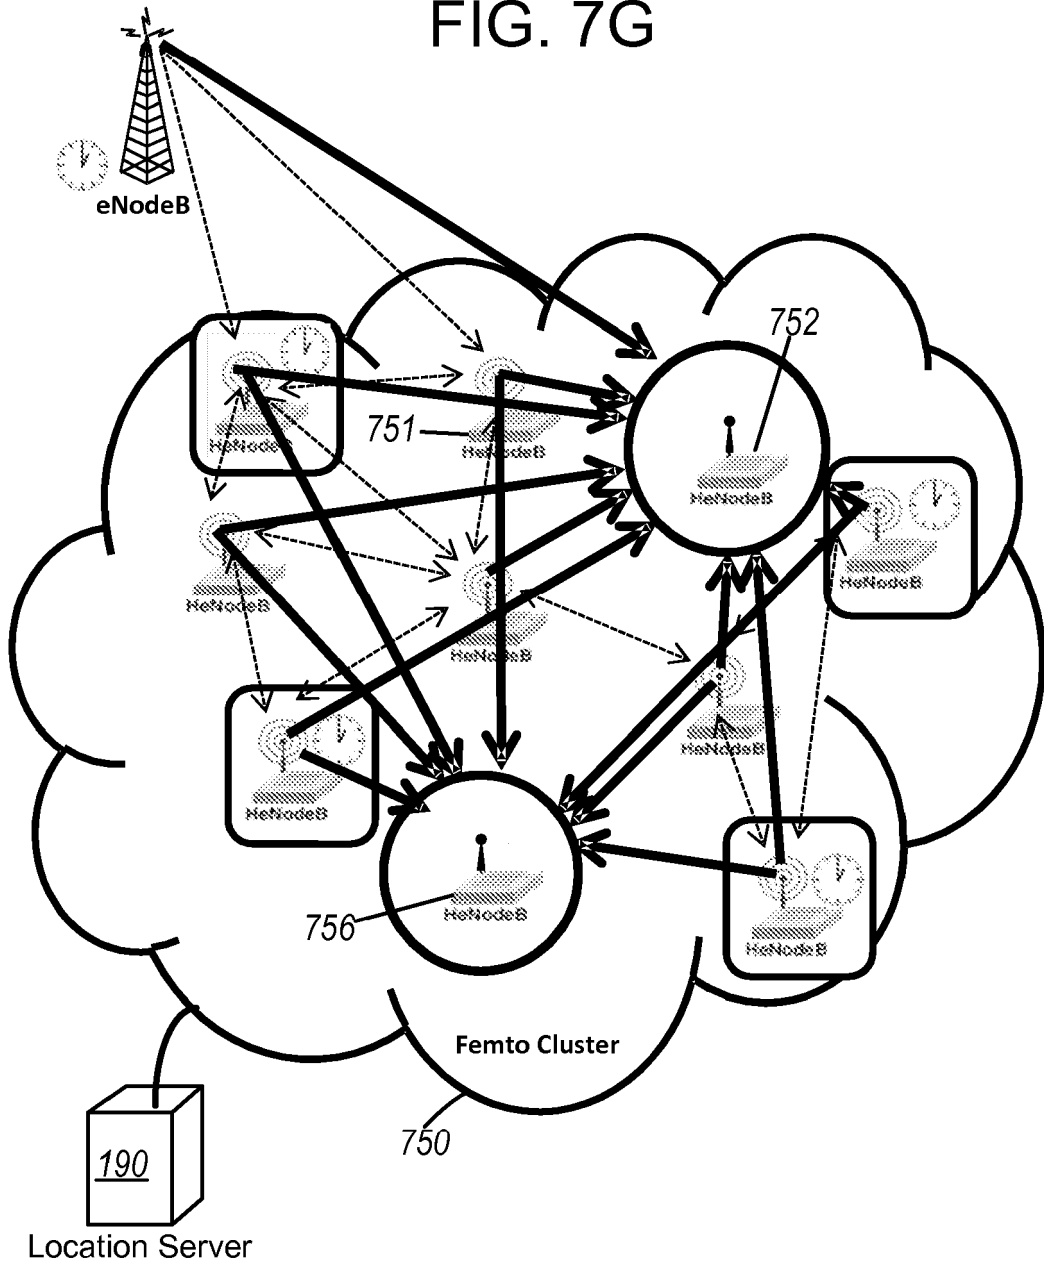 FIG. 7G
eNodeB
752
751
HeNodeB
HeNodeB
HeNodeB
HeNodeB
HeNodeB
HeNodeB
HeNodeB
HeNodeB
756
HeNodeB
HeNodeB
Femto Cluster
750
190
Location Server